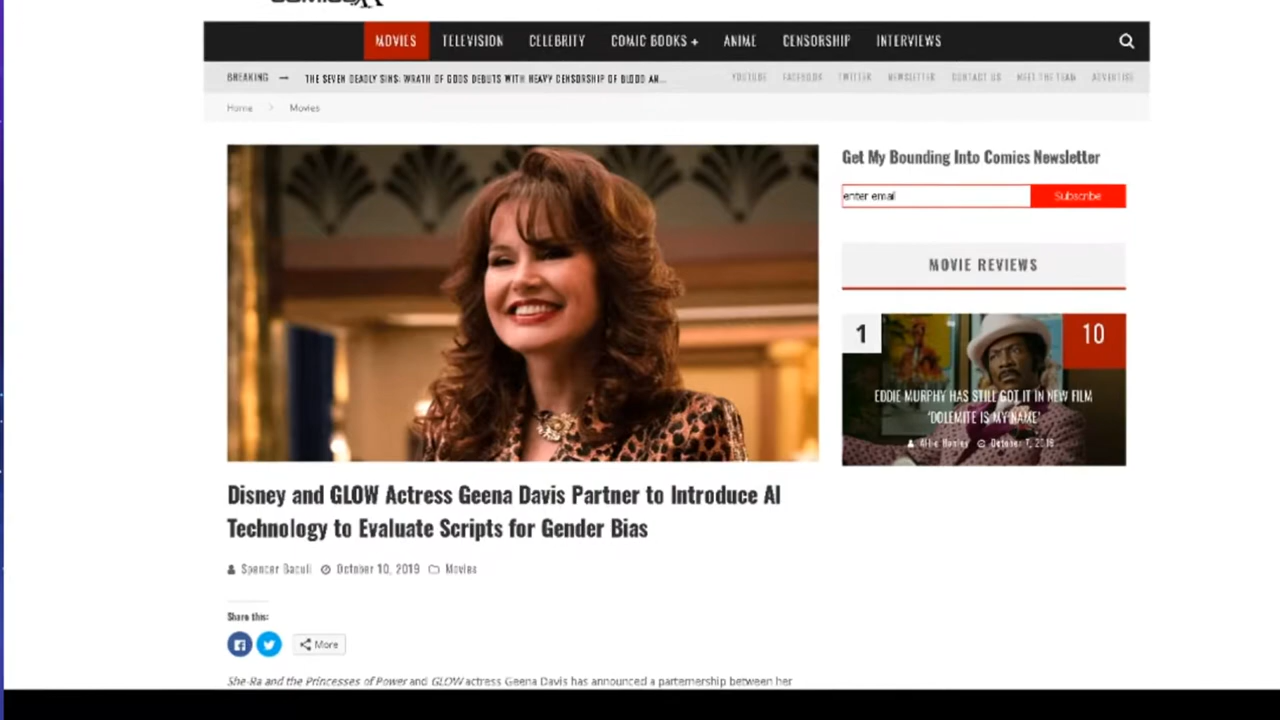 MOVIES TELEVISION CELEBRITY COMIC BOOKS + ANIME CENSORSHIP INTERVIEWS
BREAKING → THE SEVEN DEADLY SINS: WRATH OF GODS DEBUTS WITH HEAVY CENSORSHIP OF BLOOD AN... YOUTUBE FACEBOOK TWITTER NEWSLETTER CONTACT US MEET THE TEAM ADVERTISE
Home > Movies
Get My Bounding Into Comics Newsletter
enter email Subscribe
MOVIE REVIEWS
1 10
EDDIE MURPHY HAS STILL GOT IT IN NEW FILM
'DOLEMITE IS MY NAME'
October 7, 2019
Disney and GLOW Actress Geena Davis Partner to Introduce AI
Technology to Evaluate Scripts for Gender Bias
Spencer Baculi October 10, 2019 Movies
Share this:
More
She-Ra and the Princesses of Power and GLOW actress Geena Davis has announced a parternership between her